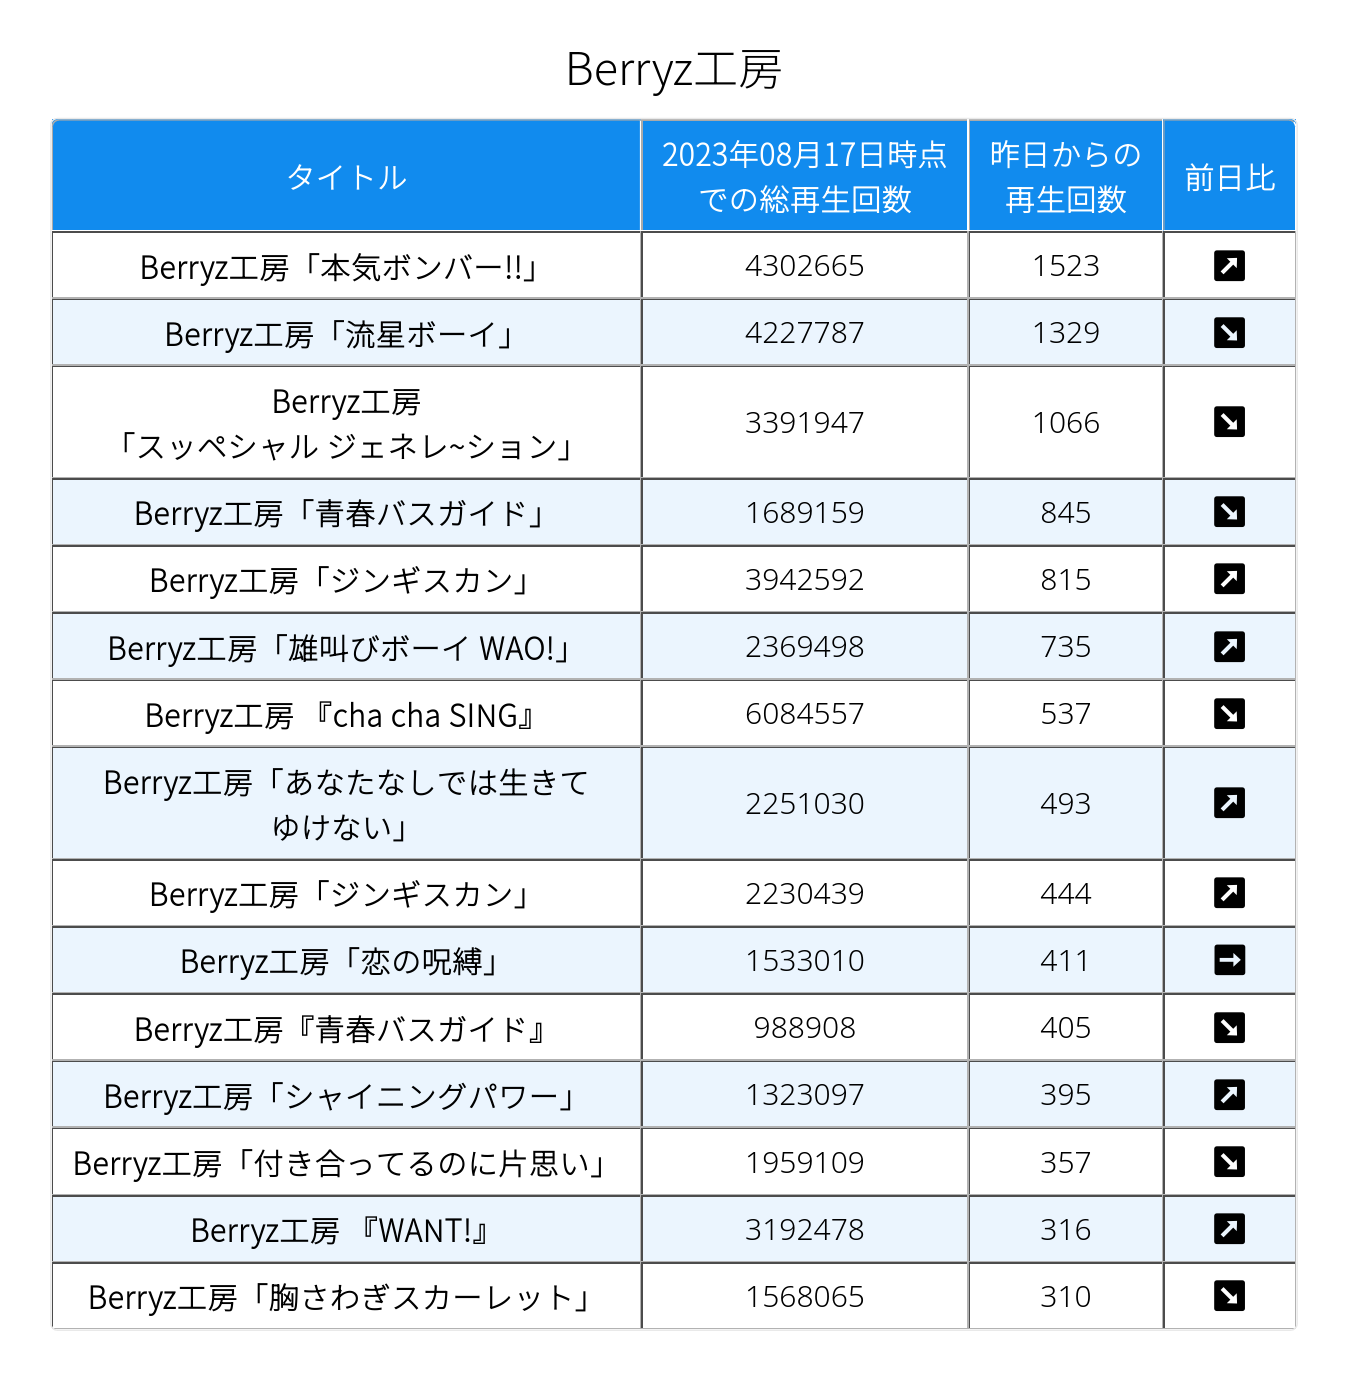 Berryz工房
タイトル
2023年08月17日時点
での総再生回数
昨日からの
再生回数
前日比
Berryz工房「本気ボンバー!!」 4302665 1523 ↗
Berryz工房「流星ボーイ」 4227787 1329 ↘
Berryz工房
「スッペシャル ジェネレ~ション」 3391947 1066 ↘
Berryz工房「青春バスガイド」 1689159 845 ↘
Berryz工房「ジンギスカン」 3942592 815 ↗
Berryz工房「雄叫びボーイ WAO!」 2369498 735 ↗
Berryz工房 『cha cha SING』 6084557 537 ↘
Berryz工房「あなたなしでは生きて
ゆけない」 2251030 493 ↗
Berryz工房「ジンギスカン」 2230439 444 ↗
Berryz工房「恋の呪縛」 1533010 411 →
Berryz工房『青春バスガイド』 988908 405 ↘
Berryz工房「シャイニングパワー」 1323097 395 ↗
Berryz工房「付き合ってるのに片思い」 1959109 357 ↘
Berryz工房 『WANT!』 3192478 316 ↗
Berryz工房「胸さわぎスカーレット」 1568065 310 ↘